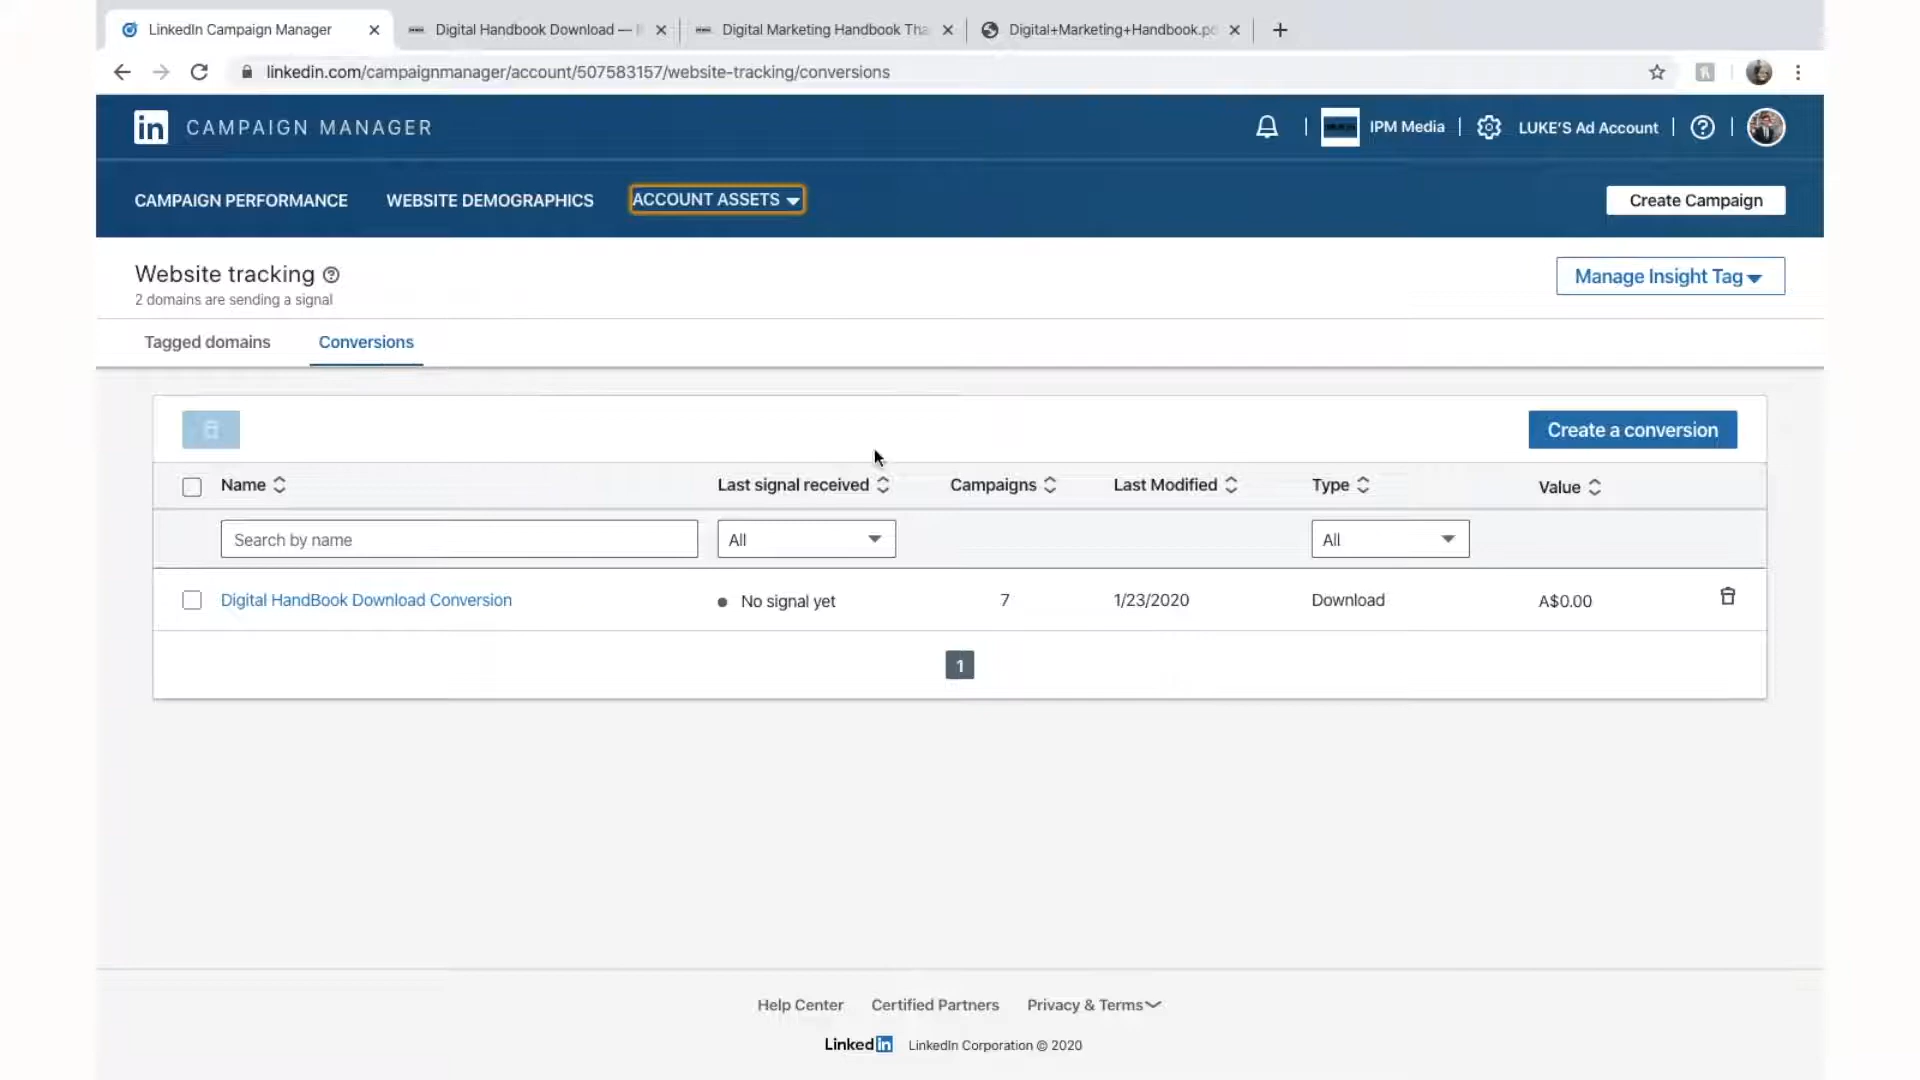 LinkedIn Campaign Manager
Digital Handbook Download —
Digital Marketing Handbook Tha
Digital+Marketing+Handbook.pd
linkedin.com/campaignmanager/account/507583157/website-tracking/conversions
in CAMPAIGN MANAGER
IPM Media
LUKE'S Ad Account
CAMPAIGN PERFORMANCE
WEBSITE DEMOGRAPHICS
ACCOUNT ASSETS
Create Campaign
Website tracking
2 domains are sending a signal
Manage Insight Tag
Tagged domains
Conversions
Create a conversion
Name
Last signal received
Campaigns
Last Modified
Type
Value
Search by name
All
All
Digital HandBook Download Conversion
No signal yet
7
1/23/2020
Download
A$0.00
1
Help Center
Certified Partners
Privacy & Terms
LinkedIn
LinkedIn Corporation © 2020